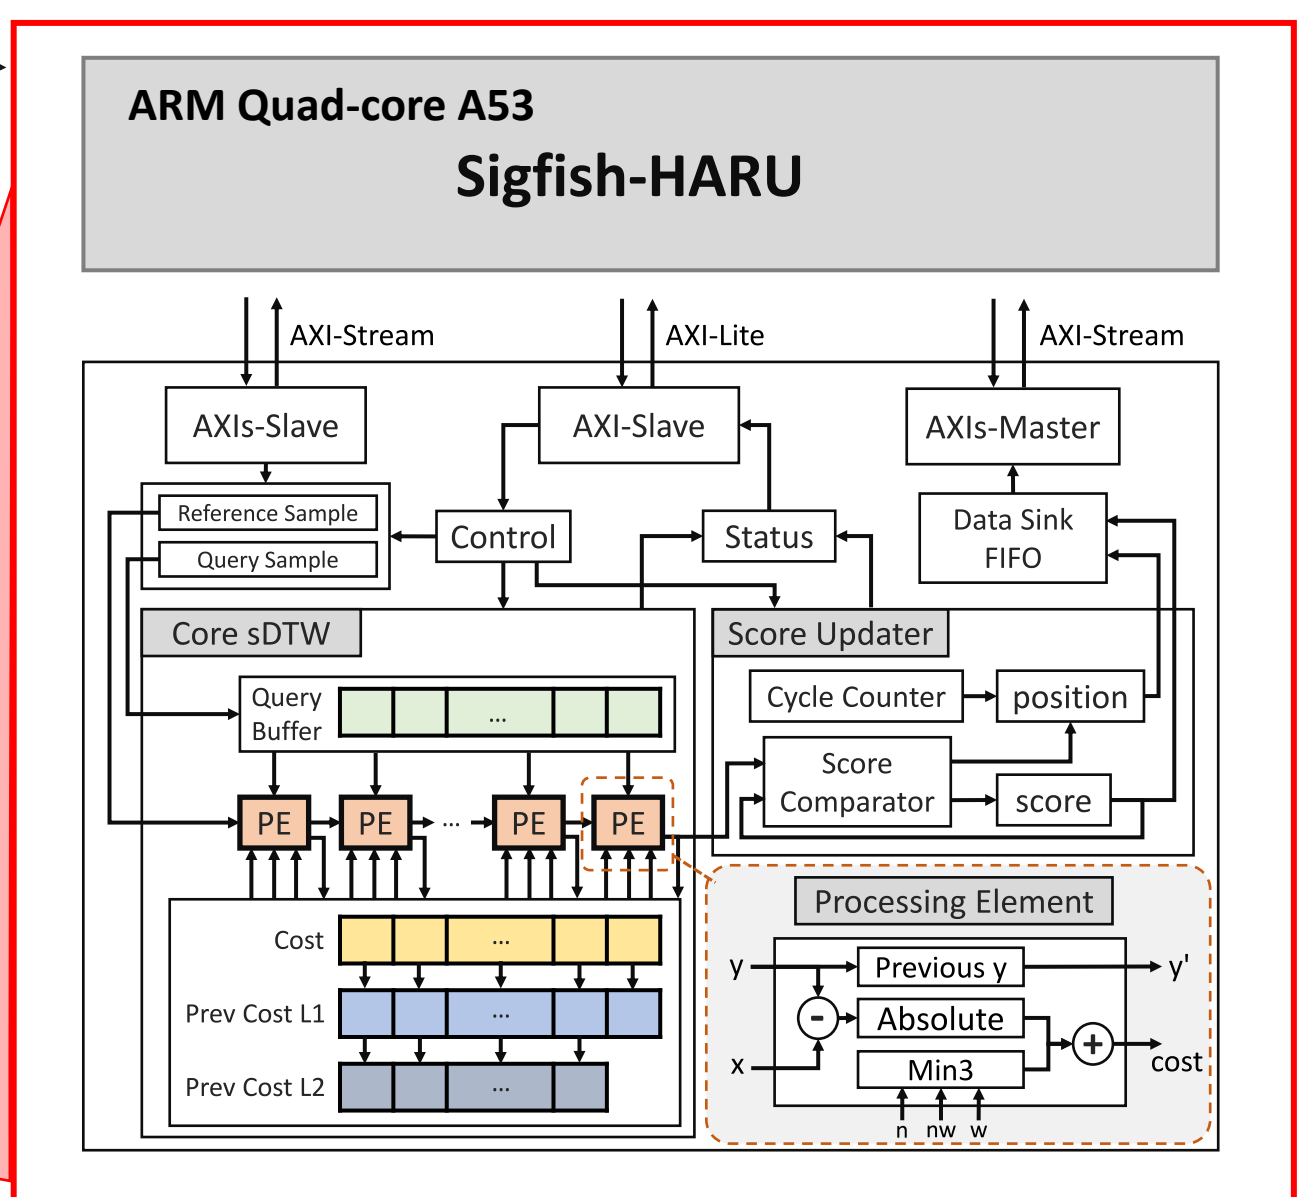 ARM Quad-core A53
Sigfish-HARU
AXI-Stream
AXI-Lite
AXI-Stream
AXIs-Slave
AXI-Slave
AXIs-Master
Reference Sample
Query Sample
Control
Status
Data Sink
FIFO
Core sDTW
Score Updater
Query
Buffer
...
Cycle Counter
position
Score
Comparator
score
PE
PE
...
PE
PE
Processing Element
Cost
...
Prev Cost L1
...
Prev Cost L2
...
y
Previous y
y'
-
Absolute
+
x
Min3
cost
n
nw
w